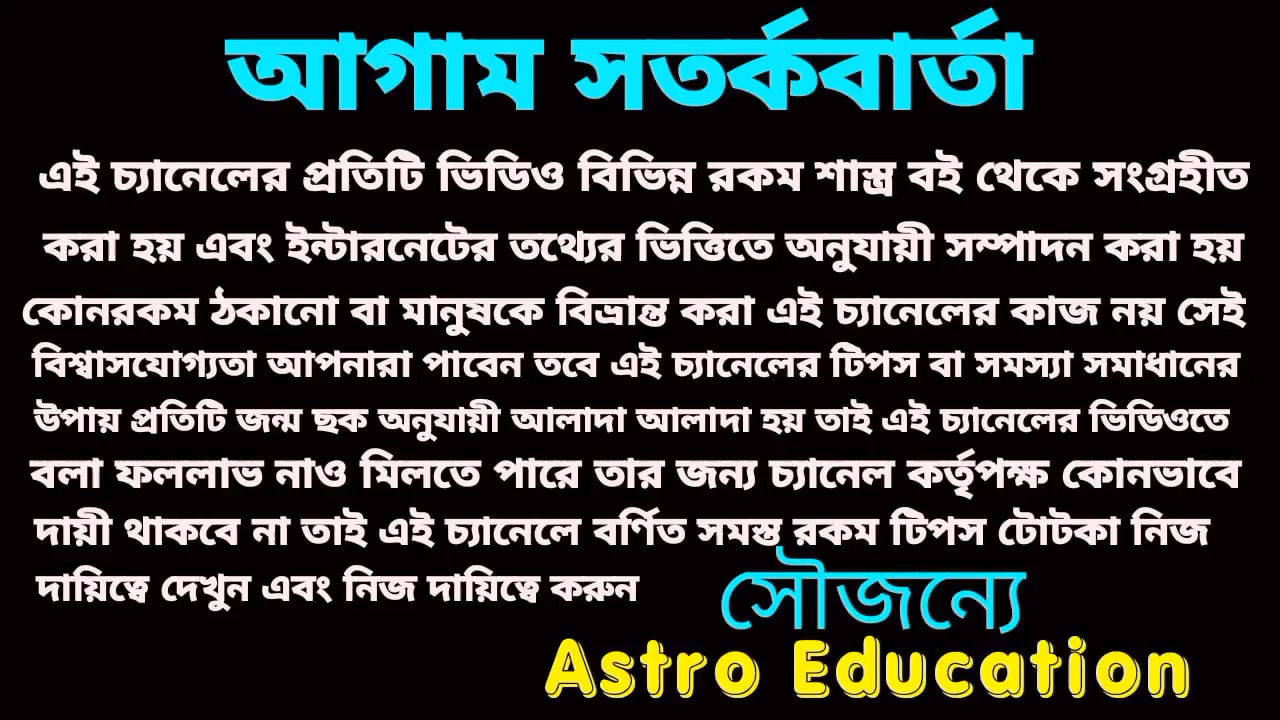 আগাম সতর্কবার্তা
এই চ্যানেলের প্রতিটি ভিডিও বিভিন্ন রকম শাস্ত্র বই থেকে সংগ্রহীত
করা হয় এবং ইন্টারনেটের তথ্যের ভিত্তিতে অনুযায়ী সম্পাদন করা হয়
কোনরকম ঠকানো বা মানুষকে বিভ্রান্ত করা এই চ্যানেলের কাজ নয় সেই
বিশ্বাসযোগ্যতা আপনারা পাবেন তবে এই চ্যানেলের টিপস বা সমস্যা সমাধানের
উপায় প্রতিটি জন্ম ছক অনুযায়ী আলাদা আলাদা হয় তাই এই চ্যানেলের ভিডিওতে
বলা ফললাভ নাও মিলতে পারে তার জন্য চ্যানেল কর্তৃপক্ষ কোনভাবে
দায়ী থাকবে না তাই এই চ্যানেলে বর্ণিত সমস্ত রকম টিপস টোটকা নিজ
দায়িত্বে দেখুন এবং নিজ দায়িত্বে করুন
সৌজন্যে
Astro Education